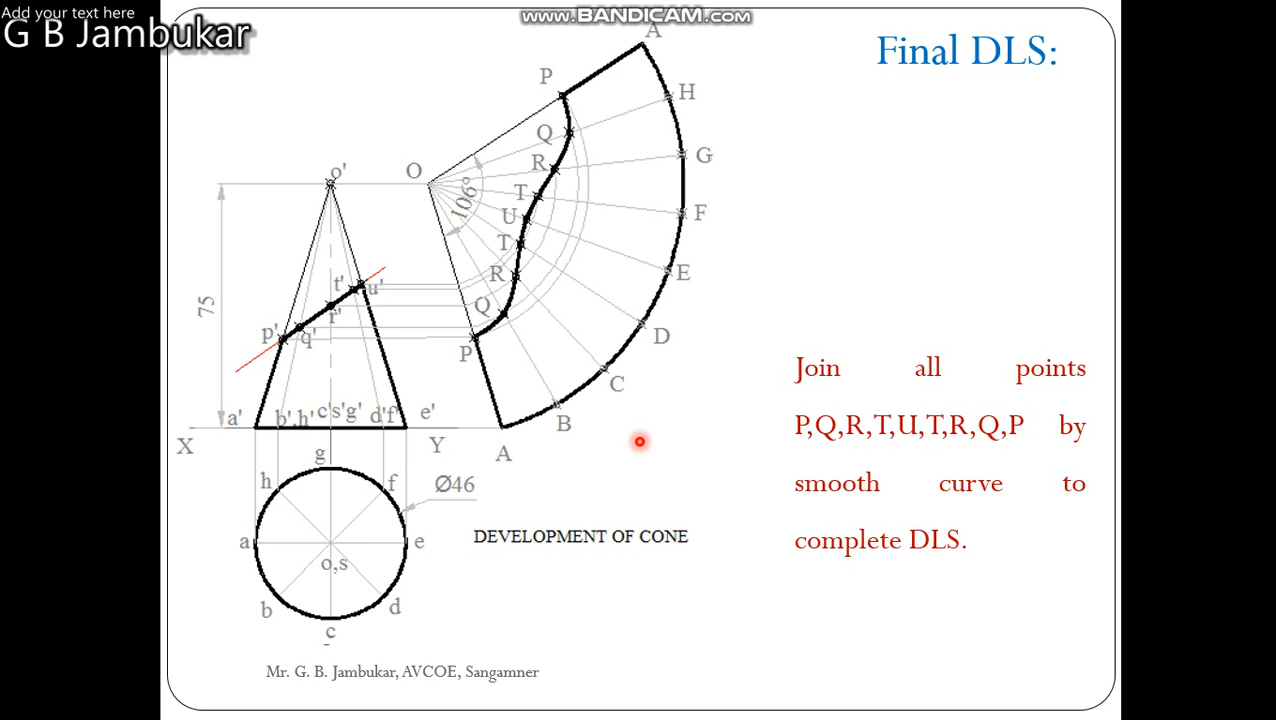 Add your text here
G B Jambukar
www.BANDICAM.com
Final DLS:
A
P
H
Q
G
R
o'
O
T
F
106°
U
T
E
R
t'
u'
75
Q
r'
p'
q'
P
D
C
a'
b',h'
c's'g'
d'f'
e'
B
X
Y
A
g
h
f
Ø46
a
e
o,s
b
d
c
DEVELOPMENT OF CONE
Join all points
P,Q,R,T,U,T,R,Q,P by
smooth curve to
complete DLS.
Mr. G. B. Jambukar, AVCOE, Sangamner